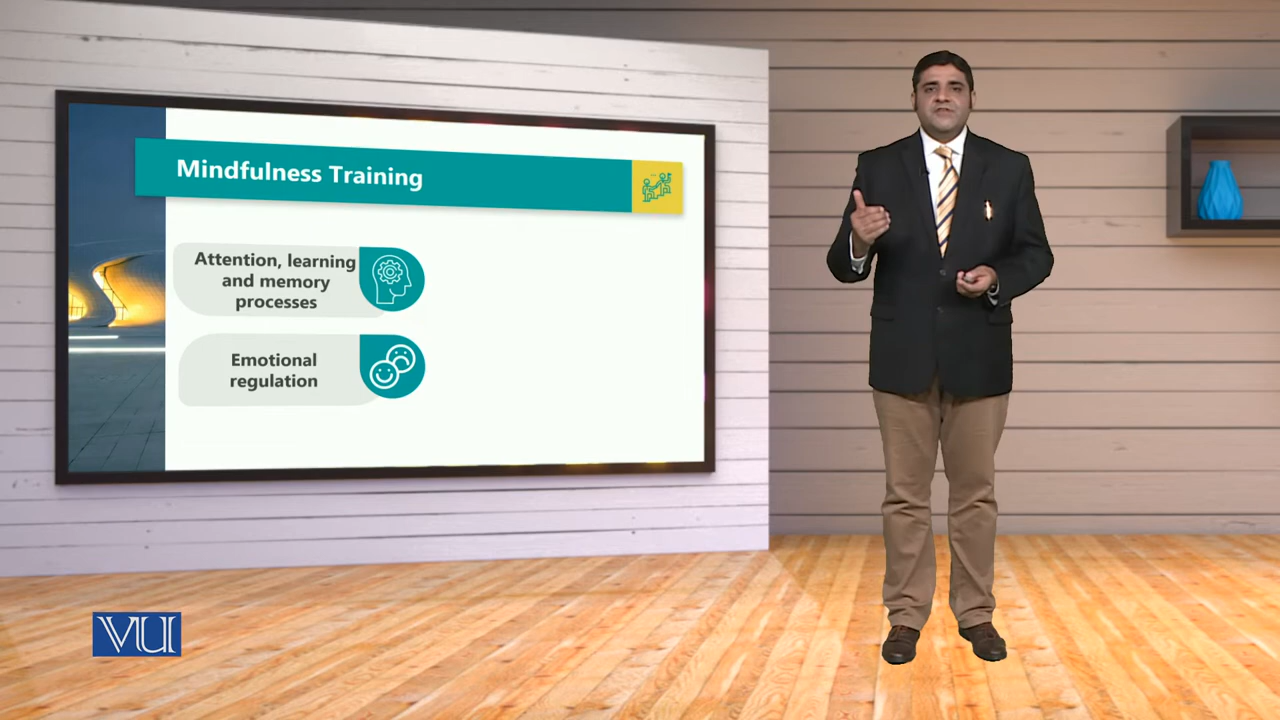 Mindfulness Training
Attention, learning
and memory
processes
Emotional
regulation
VU